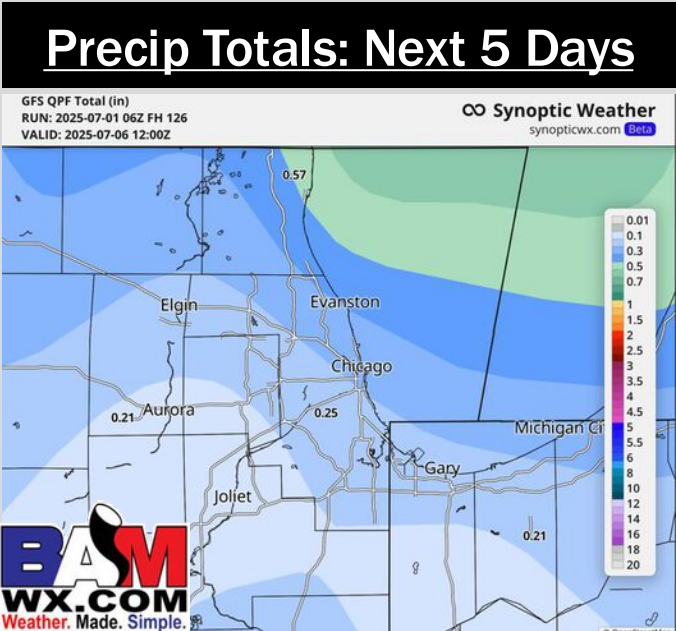 Precip Totals: Next 5 Days
GFS QPF Total (in)
RUN: 2025-07-01 06Z FH 126
VALID: 2025-07-06 12:00Z
Synoptic Weather
synopticwx.com Beta
0.57
Elgin
Evanston
Chicago
0.21 Aurora
0.25
Michigan Ci
Gary
Joliet
0.21
0.01
0.1
0.3
0.5
0.7
1
1.5
2
2.5
3
3.5
4
4.5
5
5.5
6
8
10
12
14
16
18
20
BAM
WX.COM
Weather. Made. Simple.